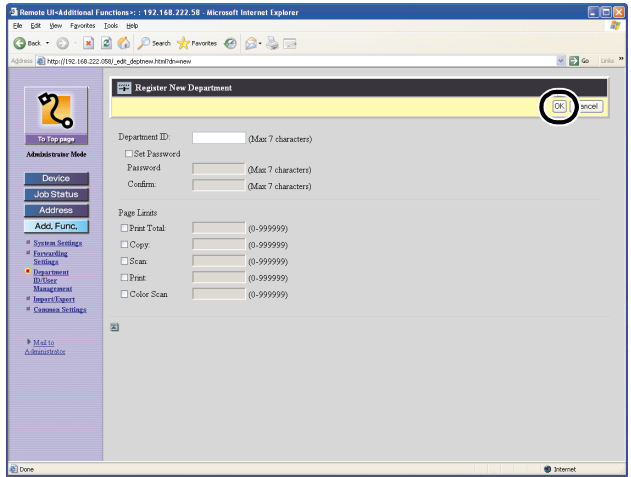 Remote UI<Additional Functions>: : 192.168.222.58 - Microsoft Internet Explorer
File Edit View Favorites Tools Help
Back Search Favorites
Address http://192.168.222.058/_edit_deptnew.html?dn=new Go Links »
Register New Department
OK Cancel
To Top page
Administrator Mode
Device
Job Status
Address
Add. Func.
System Settings
Forwarding
Settings
Department
ID/User
Management
Import/Export
Common Settings
Mail to
Administrator
Department ID: (Max 7 characters)
Set Password
Password (Max 7 characters)
Confirm: (Max 7 characters)
Page Limits
Print Total: (0-999999)
Copy: (0-999999)
Scan: (0-999999)
Print: (0-999999)
Color Scan (0-999999)
Done Internet